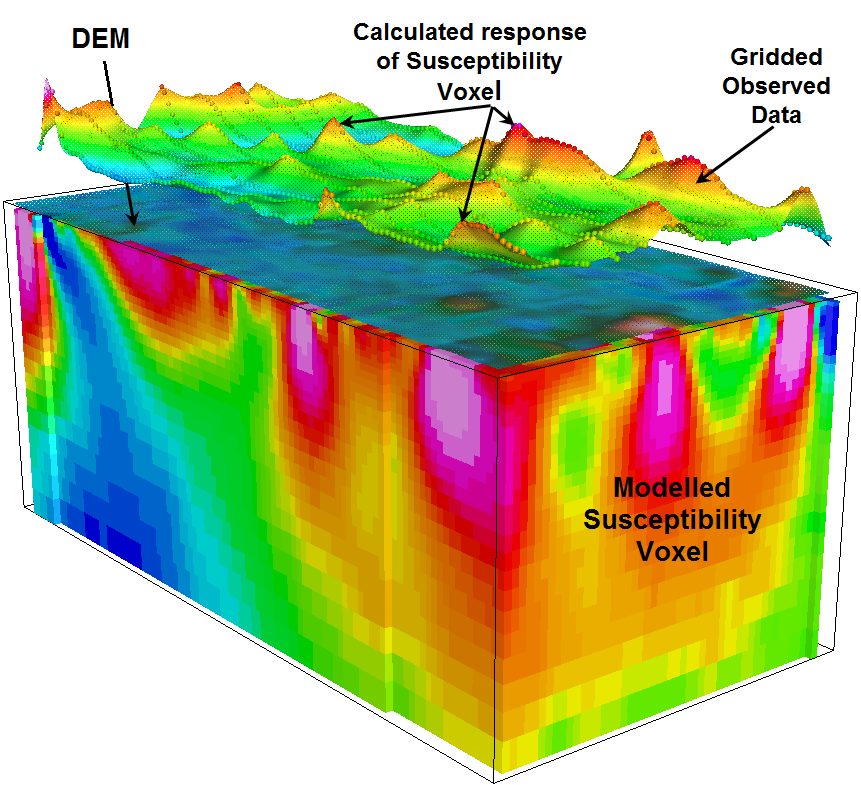 DEM
Calculated response
of Susceptibility
Voxel
Gridded
Observed
Data
Modelled
Susceptibility
Voxel